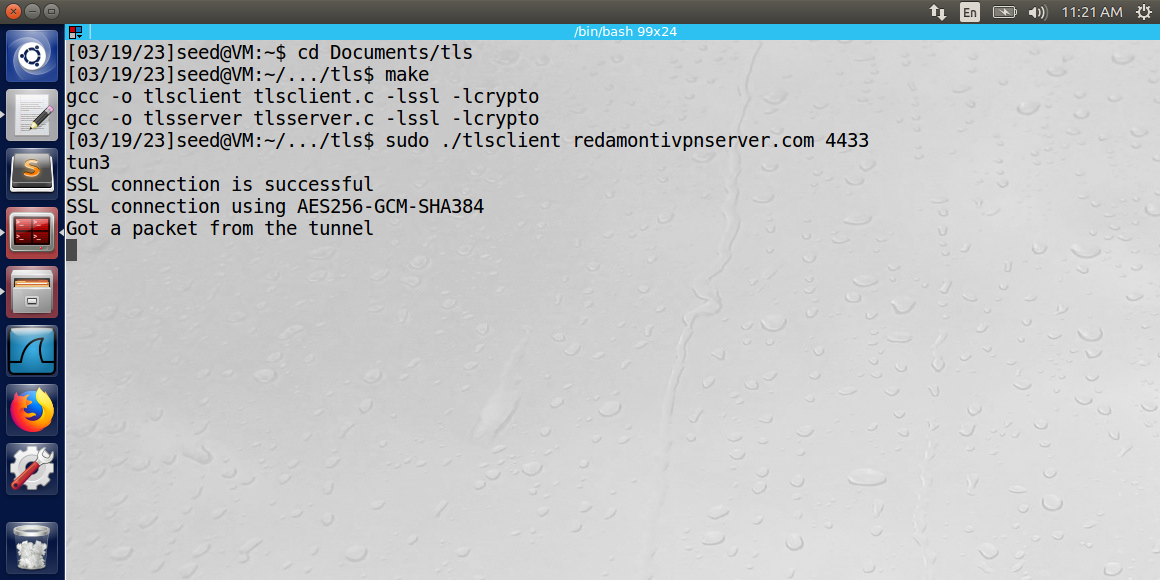 En
11:21 AM
/bin/bash 99x24
[03/19/23]seed@VM:~$ cd Documents/tls
[03/19/23]seed@VM:~/.../tls$ make
gcc -o tlsclient tlsclient.c -lssl -lcrypto
gcc -o tlsserver tlsserver.c -lssl -lcrypto
[03/19/23]seed@VM:~/.../tls$ sudo ./tlsclient redamontivpnserver.com 4433
tun3
SSL connection is successful
SSL connection using AES256-GCM-SHA384
Got a packet from the tunnel